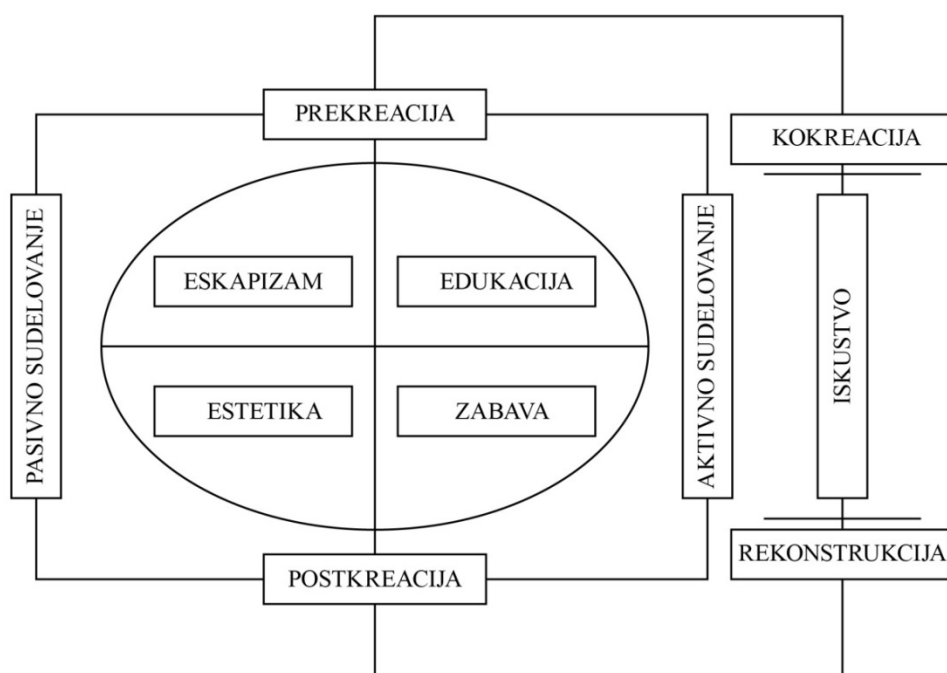 PREKREACIJA
KOKREACIJA
PASIVNO SUDELOVANJE
ESKAPIZAM
EDUKACIJA
ESTETIKA
ZABAVA
AKTIVNO SUDELOVANJE
ISKUSTVO
POSTKREACIJA
REKONSTRUKCIJA